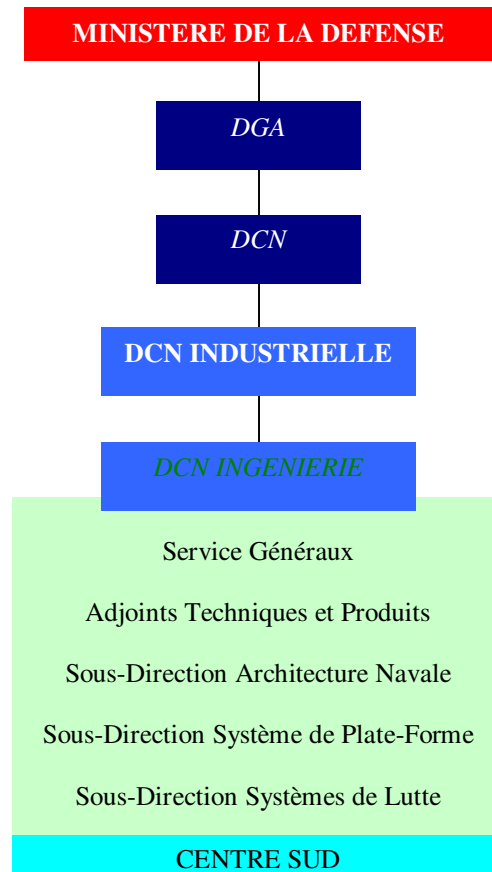 MINISTERE DE LA DEFENSE
DGA
DCN
DCN INDUSTRIELLE
DCN INGENIERIE
Service Généraux
Adjoints Techniques et Produits
Sous-Direction Architecture Navale
Sous-Direction Système de Plate-Forme
Sous-Direction Systèmes de Lutte
CENTRE SUD